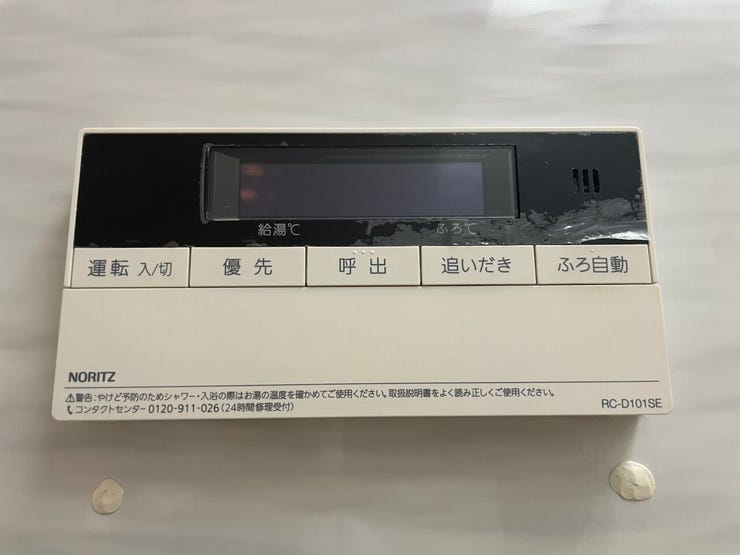 給湯℃ ふろ℃
運転 入/切 優先 呼出 追いだき ふろ自動
NORITZ
⚠警告:やけど予防のためシャワー・入浴の際はお湯の温度を確かめてご使用ください。取扱説明書をよく読み正しくご使用ください。
コンタクトセンター 0120-911-026(24時間修理受付)
RC-D101SE